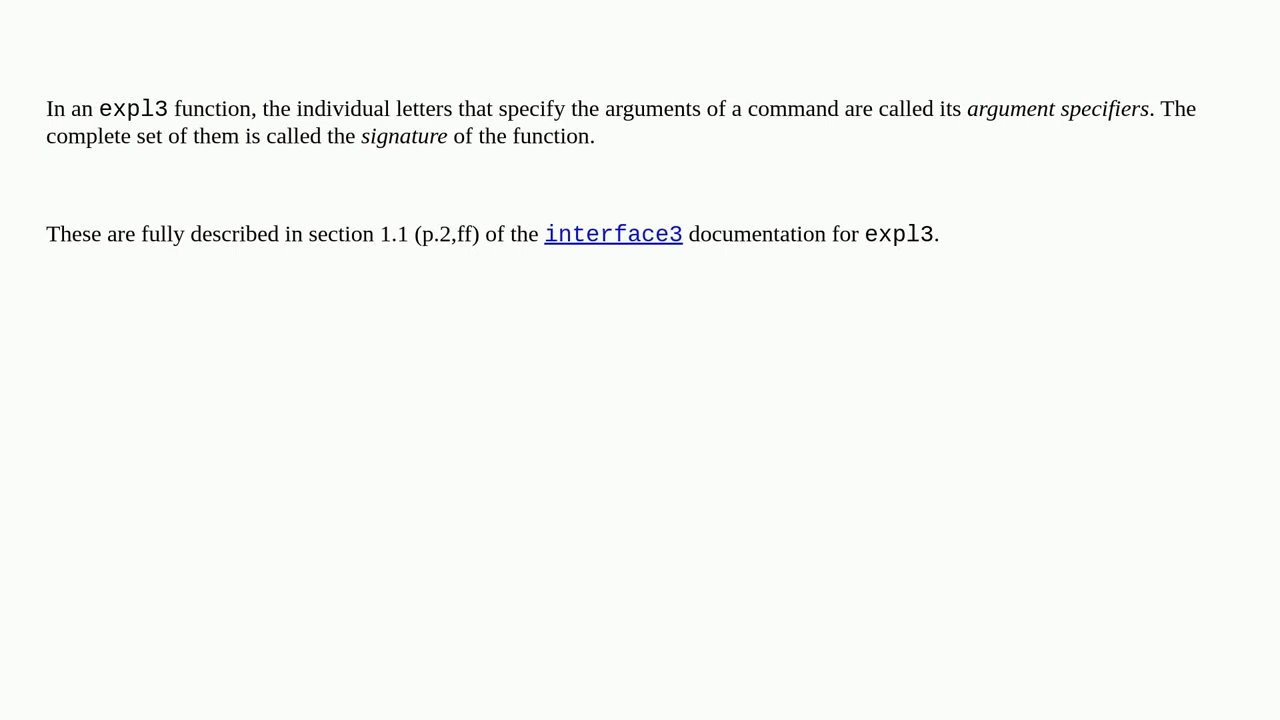 In an expl3 function, the individual letters that specify the arguments of a command are called its argument specifiers. The
complete set of them is called the signature of the function.
These are fully described in section 1.1 (p.2,ff) of the interface3 documentation for expl3.